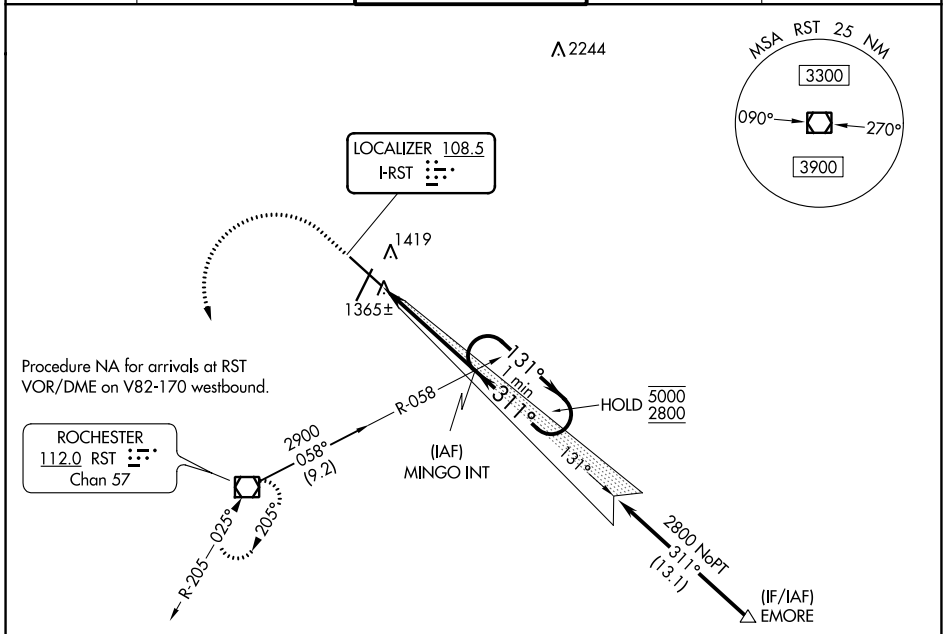 2244
MSA RST 25 NM
3300
090°
270°
3900
LOCALIZER 108.5
I-RST
1419
1365±
Procedure NA for arrivals at RST
VOR/DME on V82-170 westbound.
131°
1 min
311°
HOLD 5000
2800
R-058
2900
058°
(9.2)
(IAF)
MINGO INT
ROCHESTER
112.0 RST
Chan 57
131°
205°
R-205
025°
2800 NoPT
311°
(13.1)
(IF/IAF)
EMORE